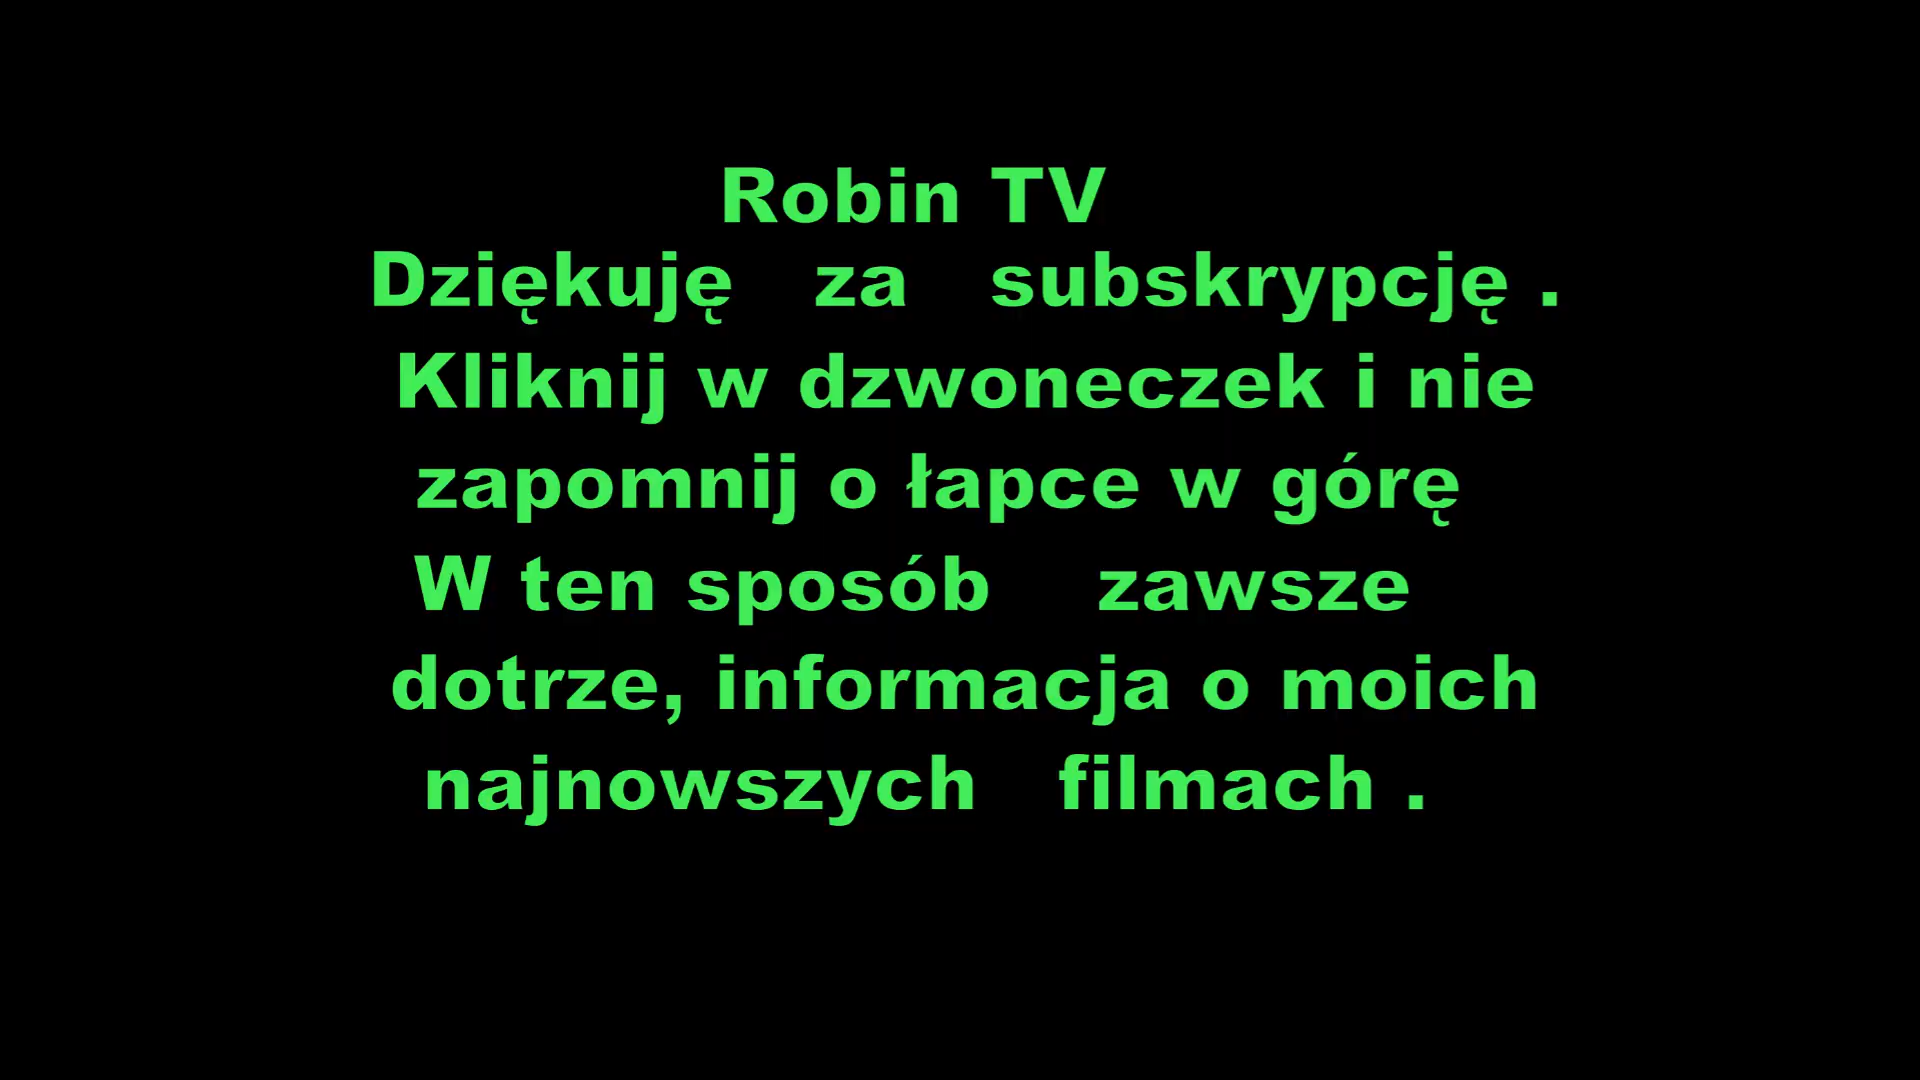 Robin TV
Dziękuję za subskrypcję .
Kliknij w dzwoneczek i nie
zapomnij o łapce w górę
W ten sposób zawsze
dotrze, informacja o moich
najnowszych filmach .